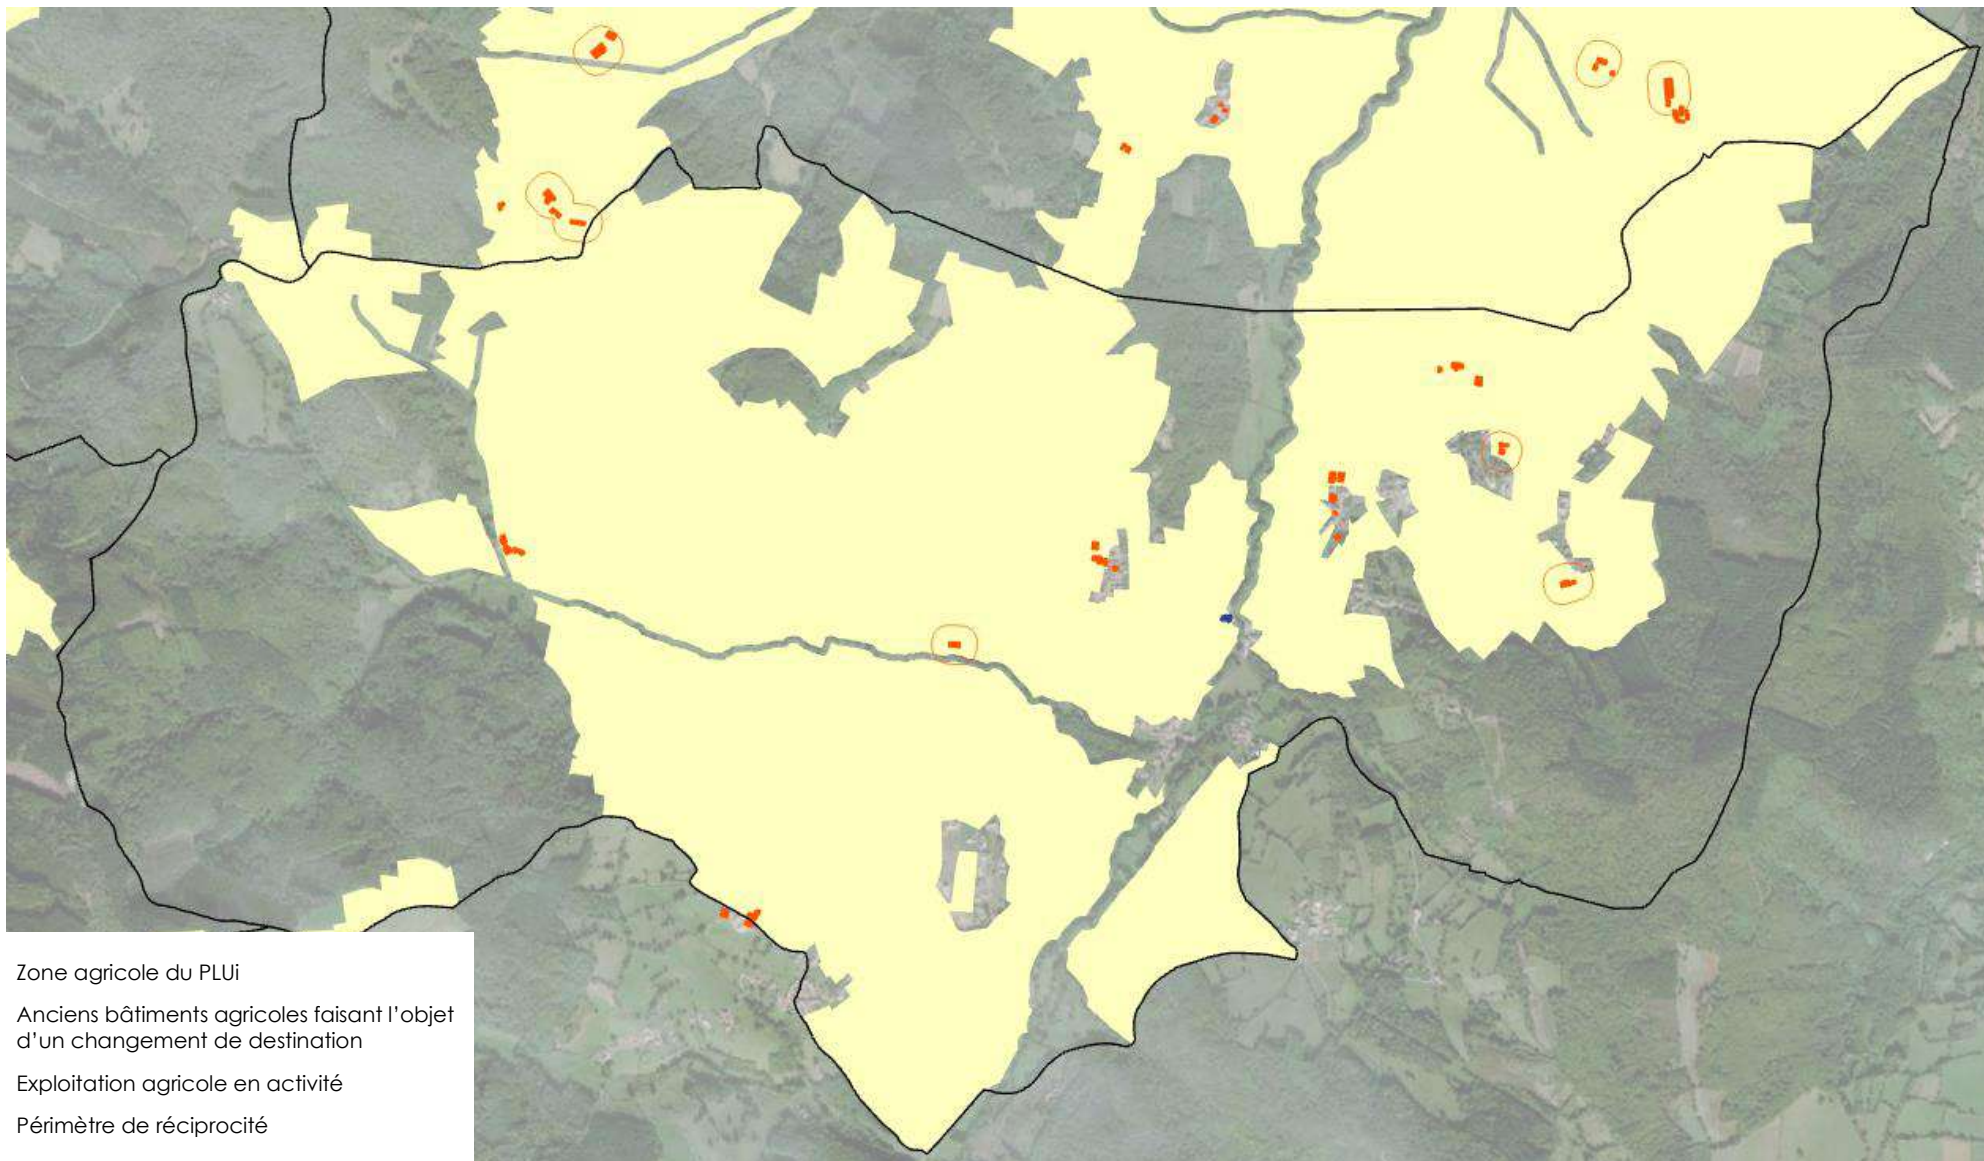 Zone agricole du PLUi
Anciens bâtiments agricoles faisant l’objet
d’un changement de destination
Exploitation agricole en activité
Périmètre de réciprocité